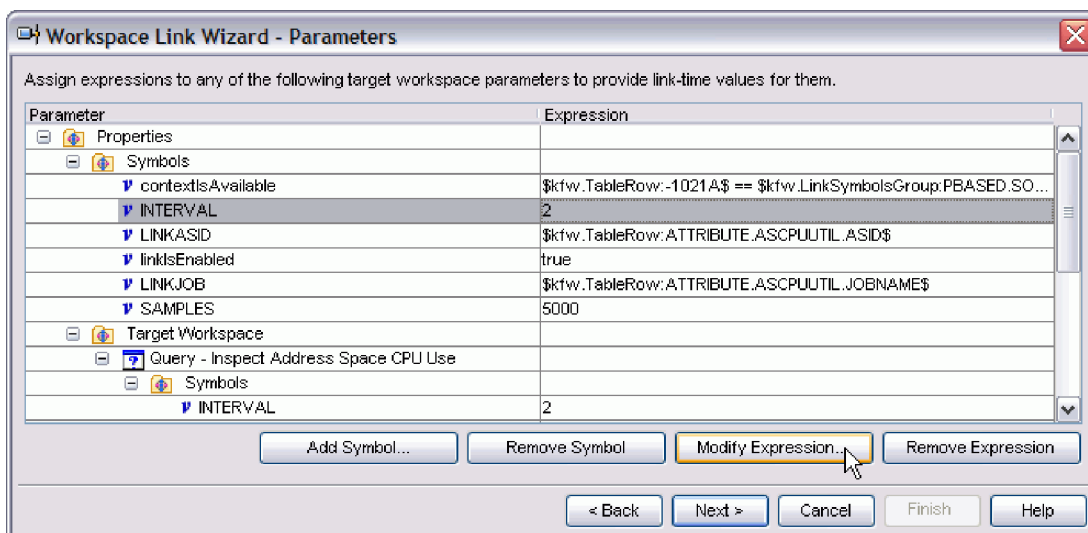 Workspace Link Wizard - Parameters
Assign expressions to any of the following target workspace parameters to provide link-time values for them.
Parameter Expression
Properties
Symbols
contextIsAvailable $kfw.TableRow:-1021A$ == $kfw.LinkSymbolsGroup:PBASED.SO...
INTERVAL 2
LINKASID $kfw.TableRow:ATTRIBUTE.ASCPUUTIL.ASID$
linkIsEnabled true
LINKJOB $kfw.TableRow:ATTRIBUTE.ASCPUUTIL.JOBNAME$
SAMPLES 5000
Target Workspace
Query - Inspect Address Space CPU Use
Symbols
INTERVAL 2
Add Symbol... Remove Symbol Modify Expression... Remove Expression
< Back Next > Cancel Finish Help